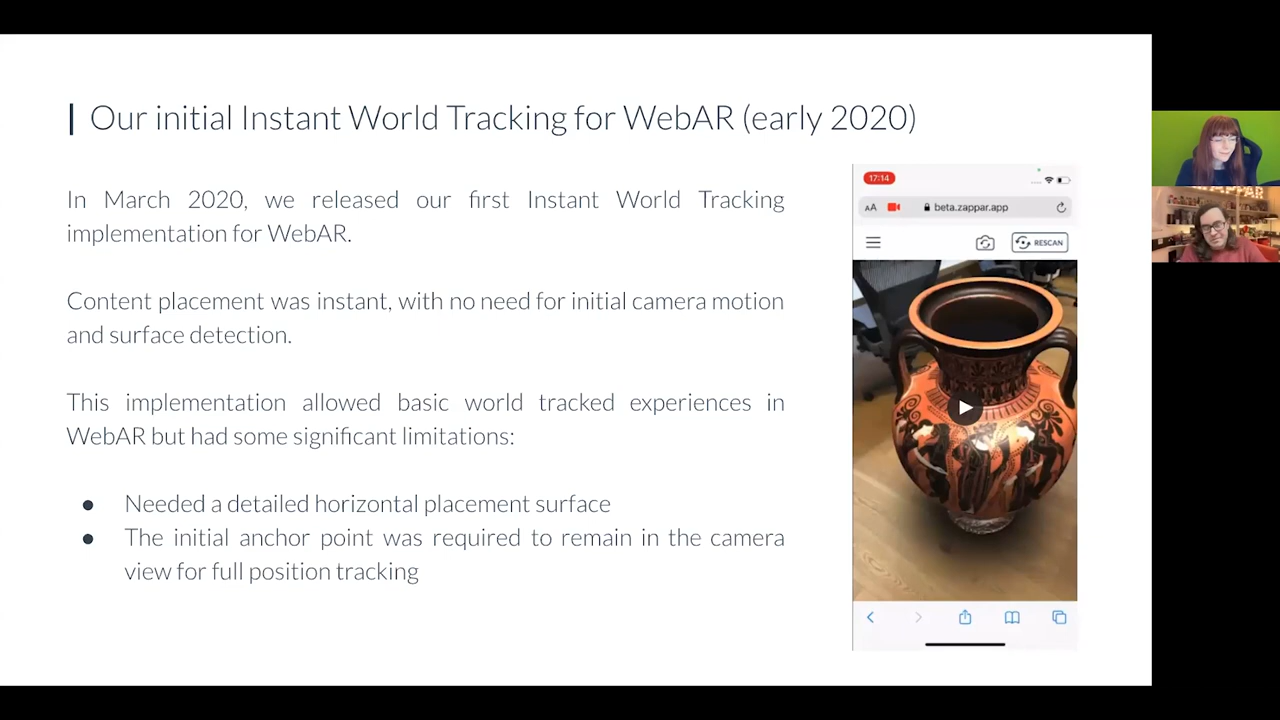 Our initial Instant World Tracking for WebAR (early 2020)
In March 2020, we released our first Instant World Tracking
implementation for WebAR.
Content placement was instant, with no need for initial camera motion
and surface detection.
This implementation allowed basic world tracked experiences in
WebAR but had some significant limitations:
● Needed a detailed horizontal placement surface
● The initial anchor point was required to remain in the camera
view for full position tracking
17:14
AA beta.zappar.app
RESCAN